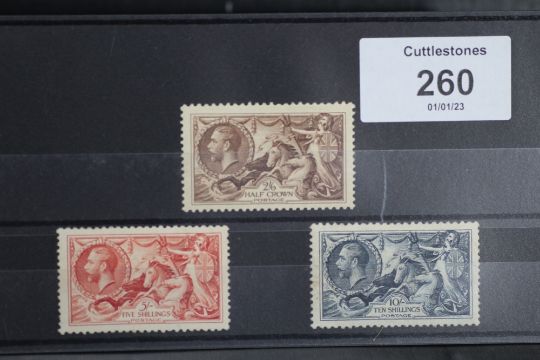 Cuttlestones
260
01/01/23
2/6
HALF CROWN
POSTAGE
5/-
FIVE SHILLINGS
POSTAGE
10/-
TEN SHILLINGS
POSTAGE